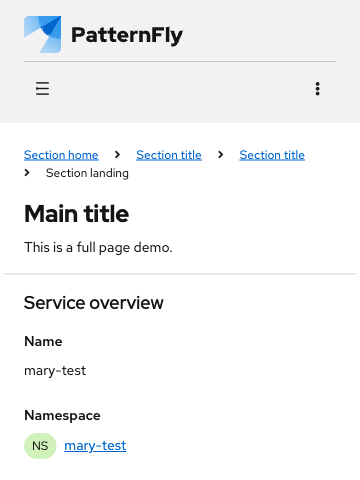 PatternFly
Section home > Section title > Section title
> Section landing
Main title
This is a full page demo.
Service overview
Name
mary-test
Namespace
NS mary-test